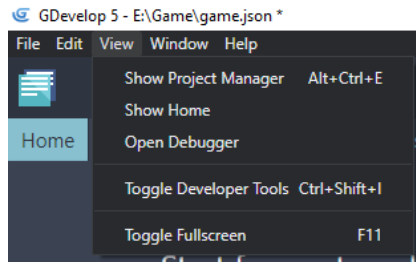 GDevelop 5 - E:\Game\game.json *
File Edit View Window Help
Show Project Manager Alt+Ctrl+E
Show Home
Home
Open Debugger
Toggle Developer Tools Ctrl+Shift+I
Toggle Fullscreen F11